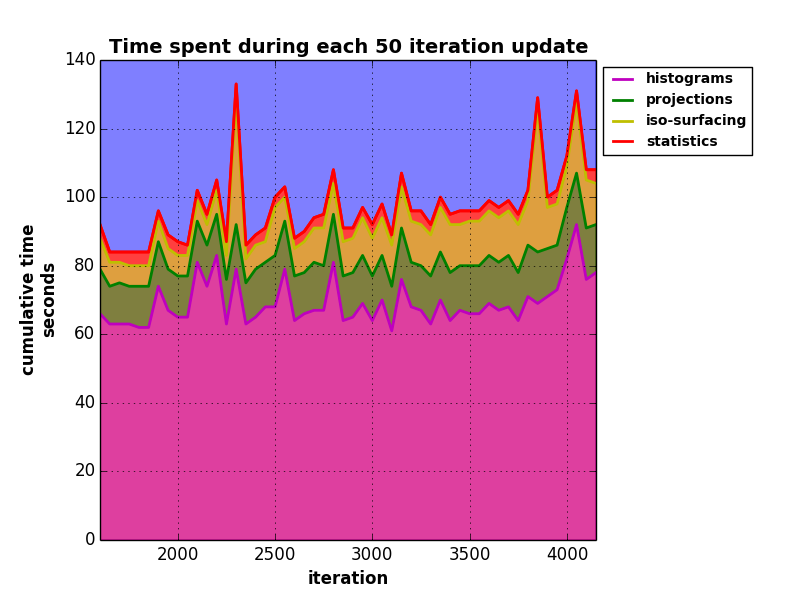 Time spent during each 50 iteration update
histograms
projections
iso-surfacing
statistics
cumulative time
seconds
140
120
100
80
60
40
20
0
2000
2500
3000
3500
4000
iteration